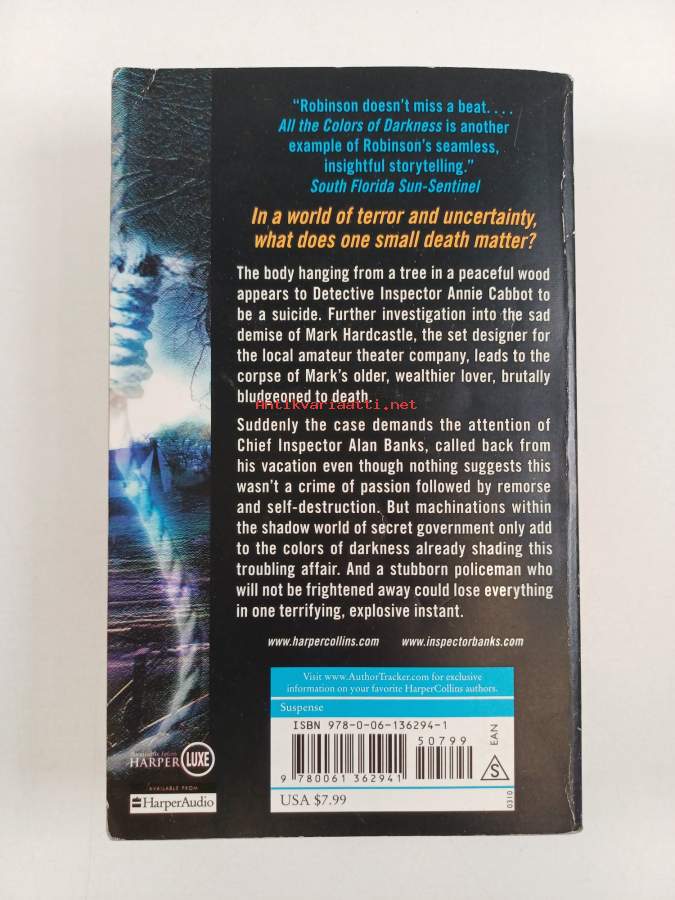 “Robinson doesn’t miss a beat. . . .
All the Colors of Darkness is another
example of Robinson’s seamless,
insightful storytelling.”
South Florida Sun-Sentinel
In a world of terror and uncertainty,
what does one small death matter?
The body hanging from a tree in a peaceful wood
appears to Detective Inspector Annie Cabbot to
be a suicide. Further investigation into the sad
demise of Mark Hardcastle, the set designer for
the local amateur theater company, leads to the
corpse of Mark’s older, wealthier lover, brutally
bludgeoned to death.
Antikvariaatti.net
Suddenly the case demands the attention of
Chief Inspector Alan Banks, called back from
his vacation even though nothing suggests this
wasn’t a crime of passion followed by remorse
and self-destruction. But machinations within
the shadow world of secret government only add
to the colors of darkness already shading this
troubling affair. And a stubborn policeman who
will not be frightened away could lose everything
in one terrifying, explosive instant.
www.harpercollins.com www.inspectorbanks.com
Visit www.AuthorTracker.com for exclusive
information on your favorite HarperCollins authors.
Suspense
ISBN 978-0-06-136294-1
50799
EAN
S
9 780061 362941
USA $7.99
0310
Available from
HARPER LUXE
AVAILABLE FROM
HarperAudio